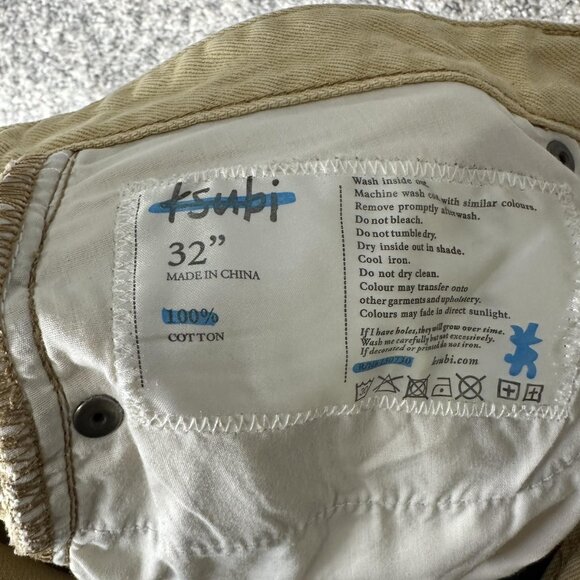 ksubi
32”
MADE IN CHINA
100%
COTTON
Wash inside out.
Machine wash cold, with similar colours.
Remove promptly after wash.
Do not bleach.
Do not tumble dry.
Dry inside out in shade.
Cool iron.
Do not dry clean.
Colour may transfer onto
other garments and upholstery.
Colours may fade in direct sunlight.
If I have holes, they will grow over time.
Wash me carefully but not everyday.
If decorated or printed do not iron.
ksubi.com